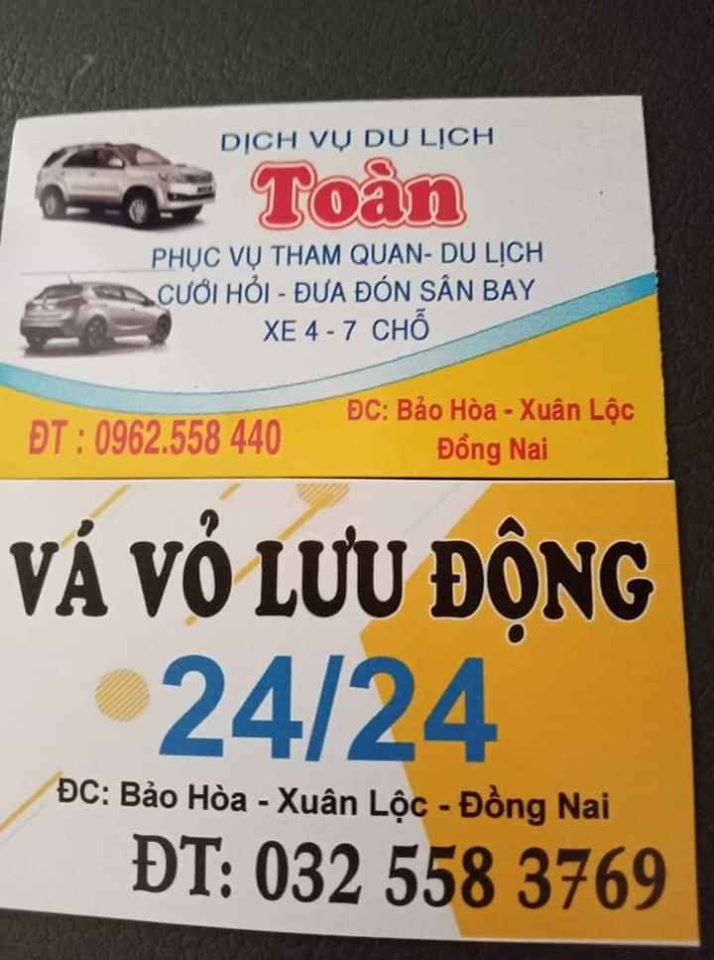 DỊCH VỤ DU LỊCH
Toàn
PHỤC VỤ THAM QUAN- DU LỊCH
CƯỚI HỎI - ĐƯA ĐÓN SÂN BAY
XE 4 - 7 CHỖ
ĐT : 0962.558 440
ĐC: Bảo Hòa - Xuân Lộc
Đồng Nai
VÁ VỎ LƯU ĐỘNG
24/24
ĐC: Bảo Hòa - Xuân Lộc - Đồng Nai
ĐT: 032 558 3769